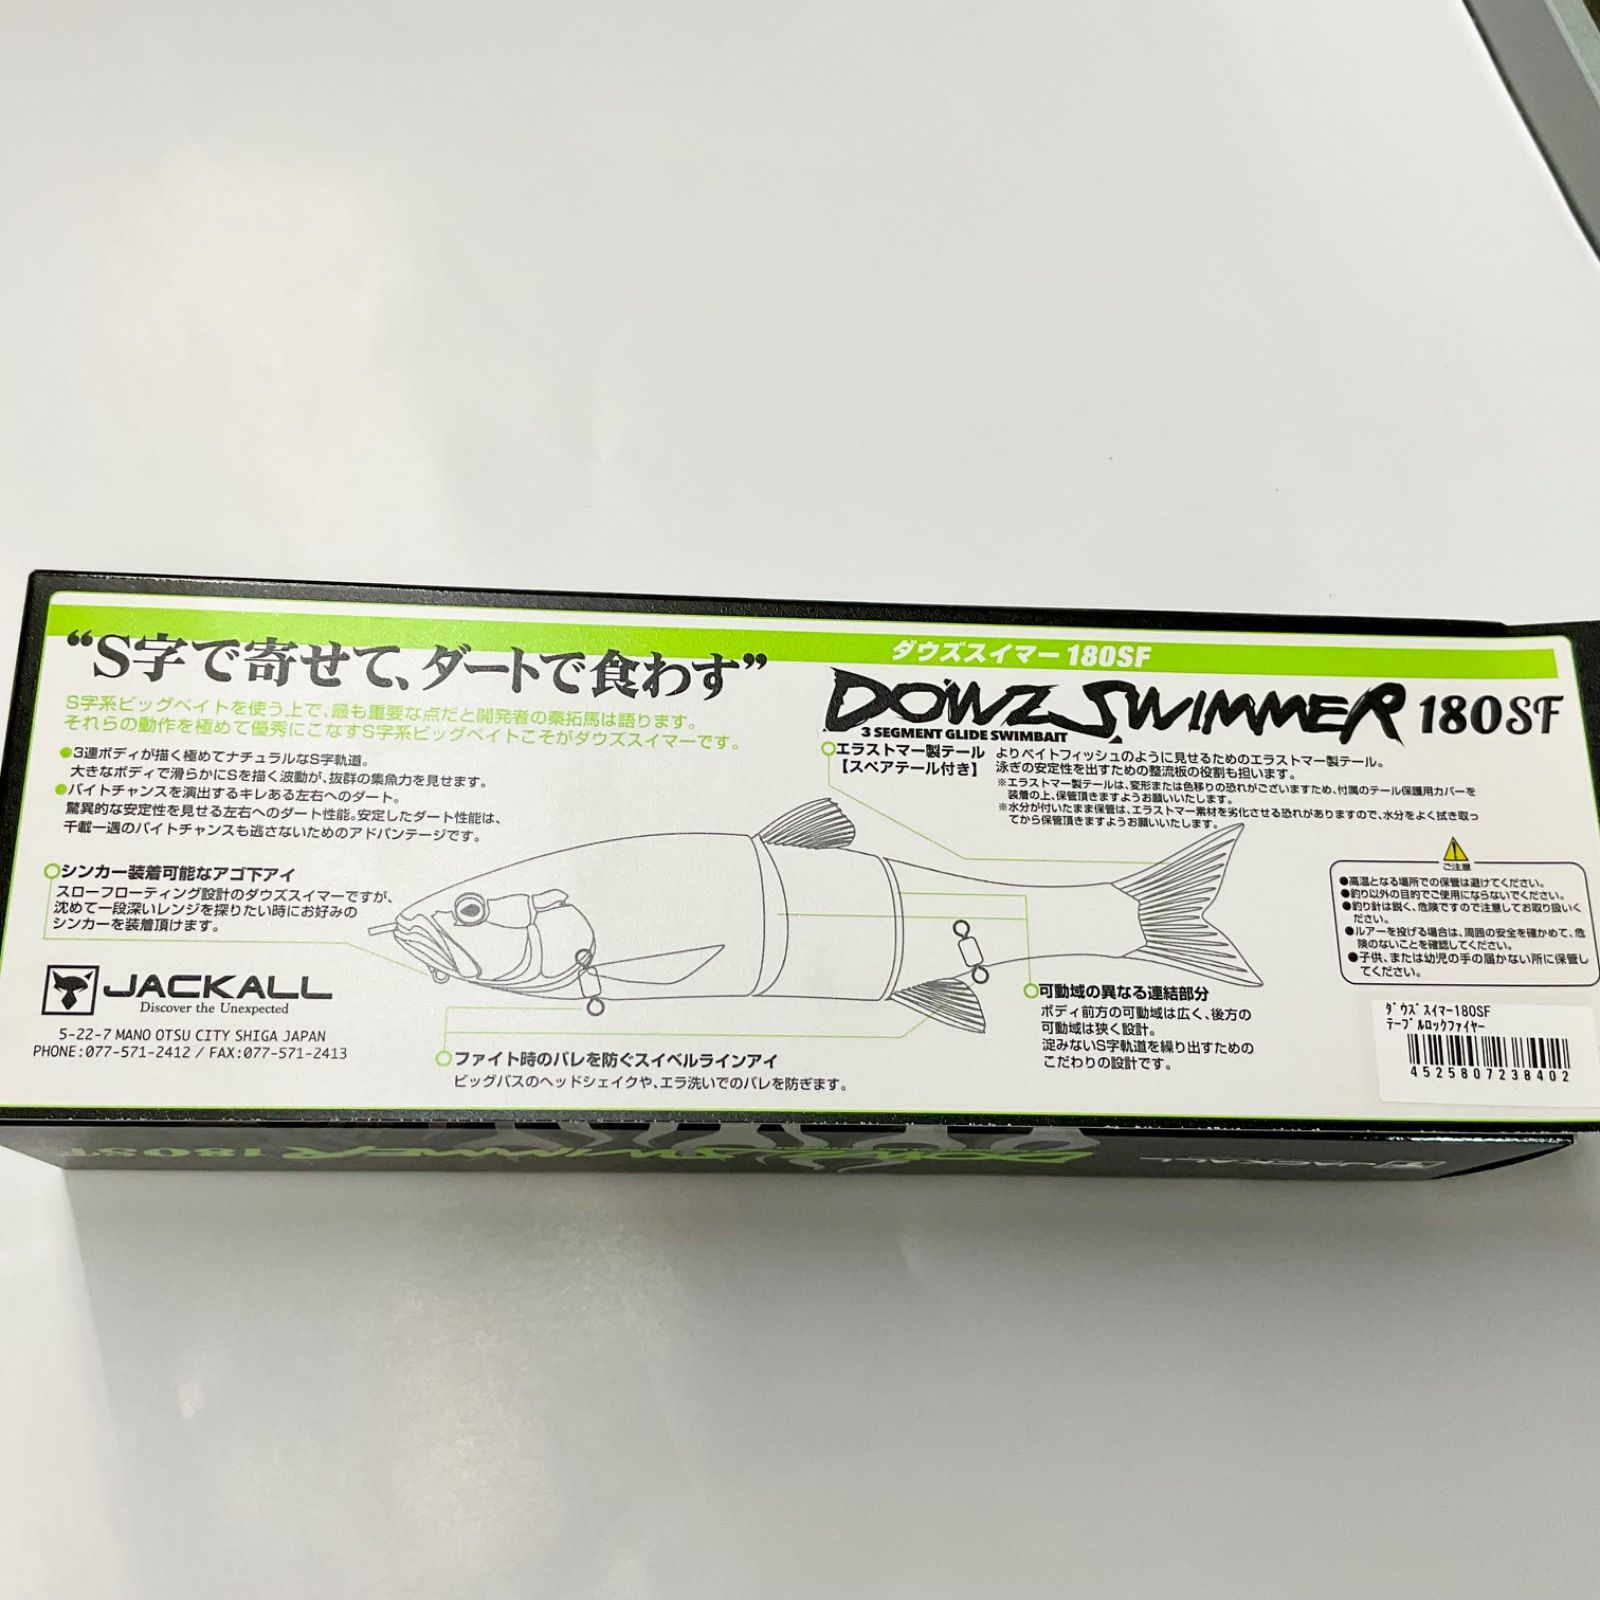 “S字で寄せて、ダートで食わす”
S字系ビッグベイトを使う上で、最も重要な点だと開発者の秦拓馬は語ります。
それらの動作を極めて優秀にこなすS字系ビッグベイトこそがダウズスイマーです。
●3連ボディが描く極めてナチュラルなS字軌道。
大きなボディで滑らかにSを描く波動が、抜群の集魚力を見せます。
●バイトチャンスを演出するキレある左右へのダート。
驚異的な安定性を見せる左右へのダート性能。安定したダート性能は、
千載一遇のバイトチャンスも逃さないためのアドバンテージです。
シンカー装着可能なアゴ下アイ
スローフローティング設計のダウズスイマーですが、
沈めて一段深いレンジを探りたい時にお好みの
シンカーを装着頂けます。
JACKALL
Discover the Unexpected
5-22-7 MANO OTSU CITY SHIGA JAPAN
PHONE:077-571-2412 / FAX:077-571-2413
ファイト時のバレを防ぐスイベルラインアイ
ビッグバスのヘッドシェイクや、エラ洗いでのバレを防ぎます。
ダウズスイマー180SF
DOWZ SWIMMER 180SF
3 SEGMENT GLIDE SWIMBAIT
エラストマー製テール
【スペアテール付き】
よりベイトフィッシュのように見せるためのエラストマー製テール。
泳ぎの安定性を出すための整流板の役割も担います。
※エラストマー製テールは、変形または色移りの恐れがございますため、付属のテール保護用カバーを
装着の上、保管頂きますようお願いいたします。
※水分が付いたまま保管は、エラストマー素材を劣化させる恐れがありますので、水分をよく拭き取っ
てから保管頂きますようお願いいたします。
可動域の異なる連結部分
ボディ前方の可動域は広く、後方の
可動域は狭く設計。
淀みないS字軌道を繰り出すための
こだわりの設計です。
ご注意
●高温となる場所での保管は避けてください。
●釣り以外の目的でご使用にならないでください。
●釣り針は鋭く、危険ですので注意してお取り扱いく
ださい。
●ルアーを投げる場合は、周囲の安全を確かめて、危
険のないことを確認してください。
●子供、または幼児の手の届かない所に保管し
てください。
ﾀﾞｳｽﾞｽｲﾏｰ180SF
ﾃｰﾌﾞﾙﾛｯｸﾌｧｲﾔｰ
4525807238402
DOWZ SWIMMER 180SF
JACKALL